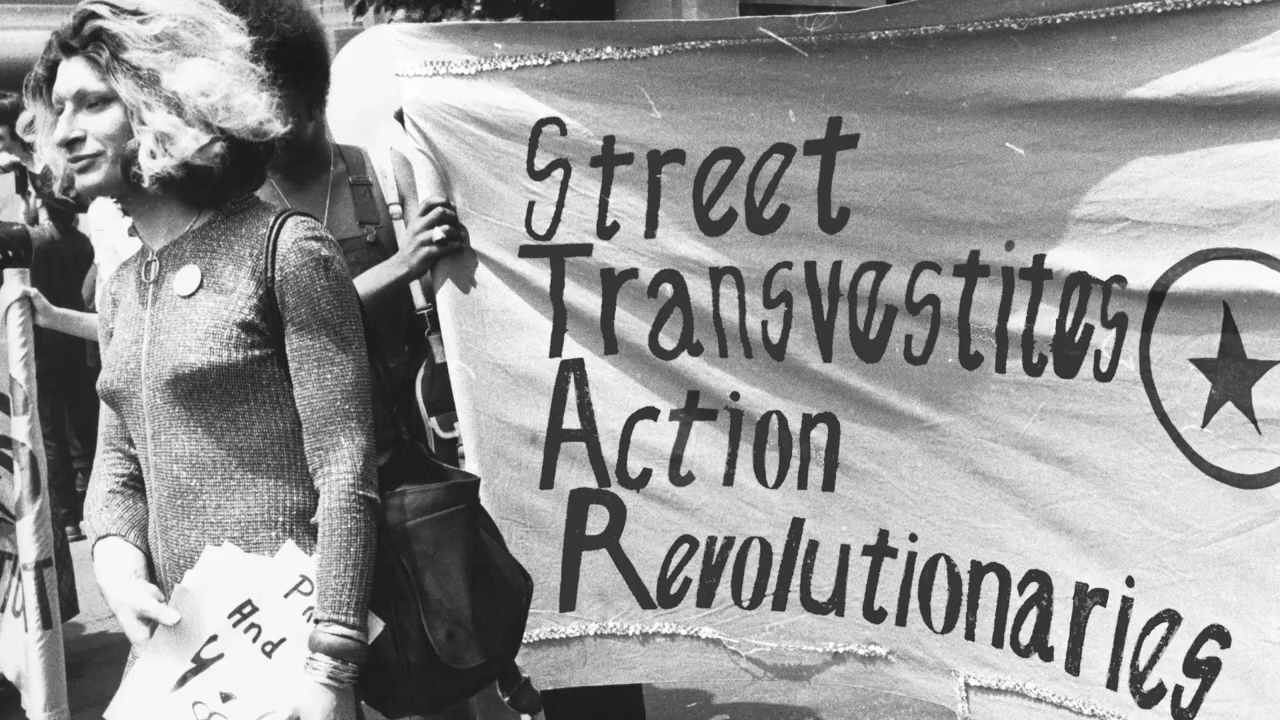 Street
Transvestites
Action
Revolutionaries
And
Y